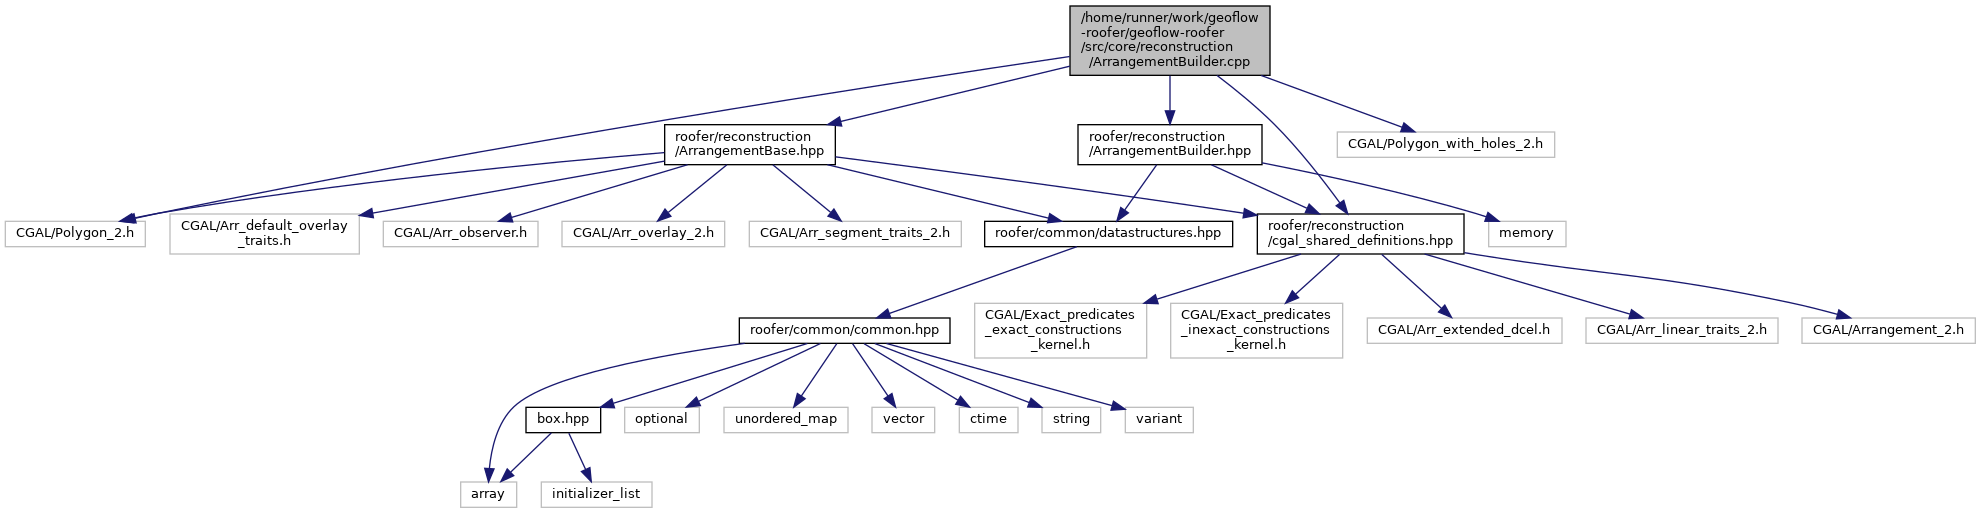 /home/runner/work/geoflow
-roofer/geoflow-roofer
/src/core/reconstruction
/ArrangementBuilder.cpp
roofer/reconstruction
/ArrangementBase.hpp
roofer/reconstruction
/ArrangementBuilder.hpp
CGAL/Polygon_with_holes_2.h
CGAL/Polygon_2.h
CGAL/Arr_default_overlay
_traits.h
CGAL/Arr_observer.h
CGAL/Arr_overlay_2.h
CGAL/Arr_segment_traits_2.h
roofer/common/datastructures.hpp
roofer/reconstruction
/cgal_shared_definitions.hpp
memory
roofer/common/common.hpp
CGAL/Exact_predicates
_exact_constructions
_kernel.h
CGAL/Exact_predicates
_inexact_constructions
_kernel.h
CGAL/Arr_extended_dcel.h
CGAL/Arr_linear_traits_2.h
CGAL/Arrangement_2.h
box.hpp
optional
unordered_map
vector
ctime
string
variant
array
initializer_list